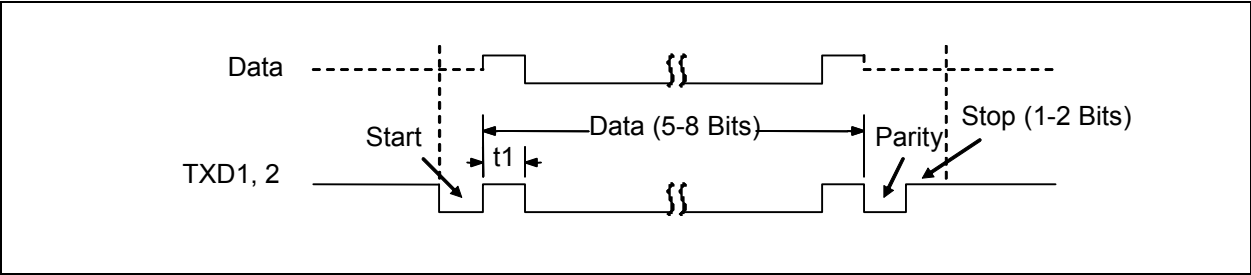 Data
Start
Data (5-8 Bits)
Parity
Stop (1-2 Bits)
t1
TXD1, 2